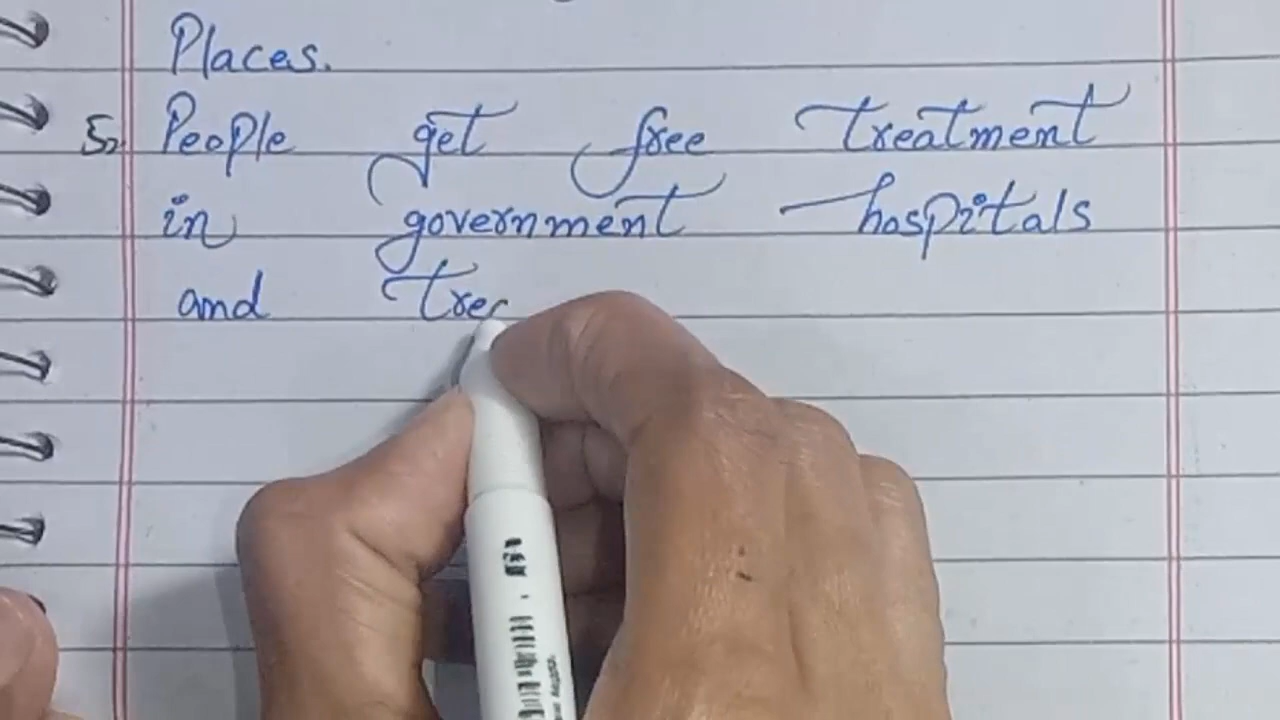 Places.
5, People get free treatment
in government hospitals
and